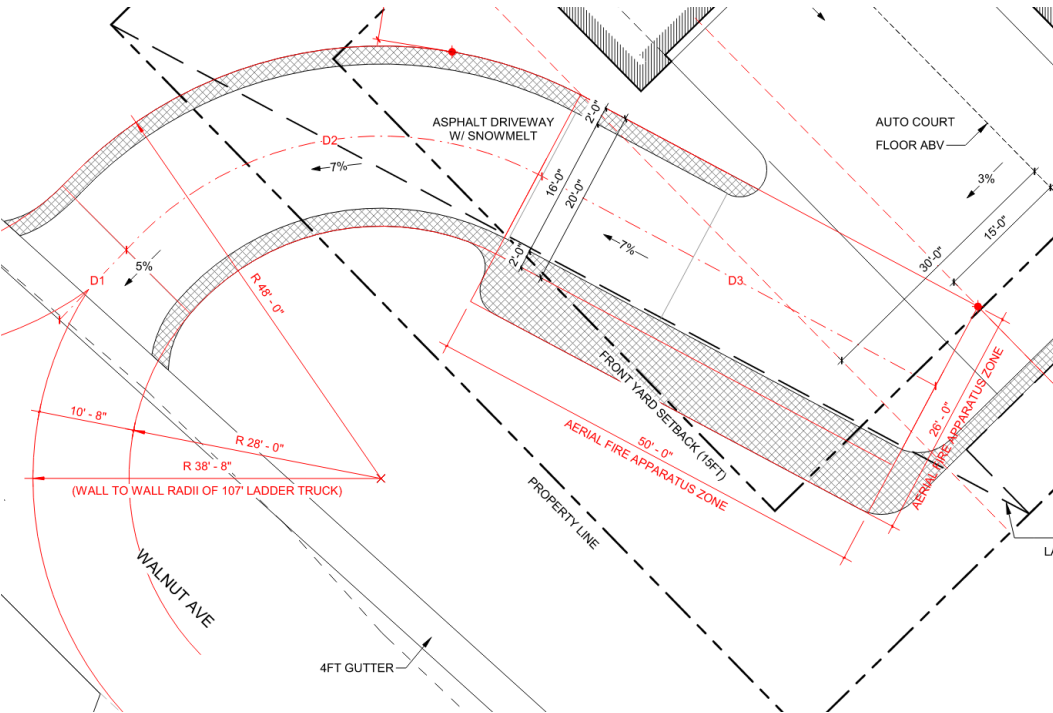 ASPHALT DRIVEWAY
W/ SNOWMELT
AUTO COURT
FLOOR ABV
2'-0"
16'-0"
20'-0"
2'-0"
D2
7%
7%
3%
15'-0"
30'-0"
5%
D1
D3
R 48' - 0"
10' - 8"
R 28' - 0"
R 38' - 8"
(WALL TO WALL RADII OF 107' LADDER TRUCK)
FRONT YARD SETBACK (15FT)
50' - 0"
AERIAL FIRE APPARATUS ZONE
26' - 0"
AERIAL FIRE APPARATUS ZONE
PROPERTY LINE
WALNUT AVE
4FT GUTTER
LA